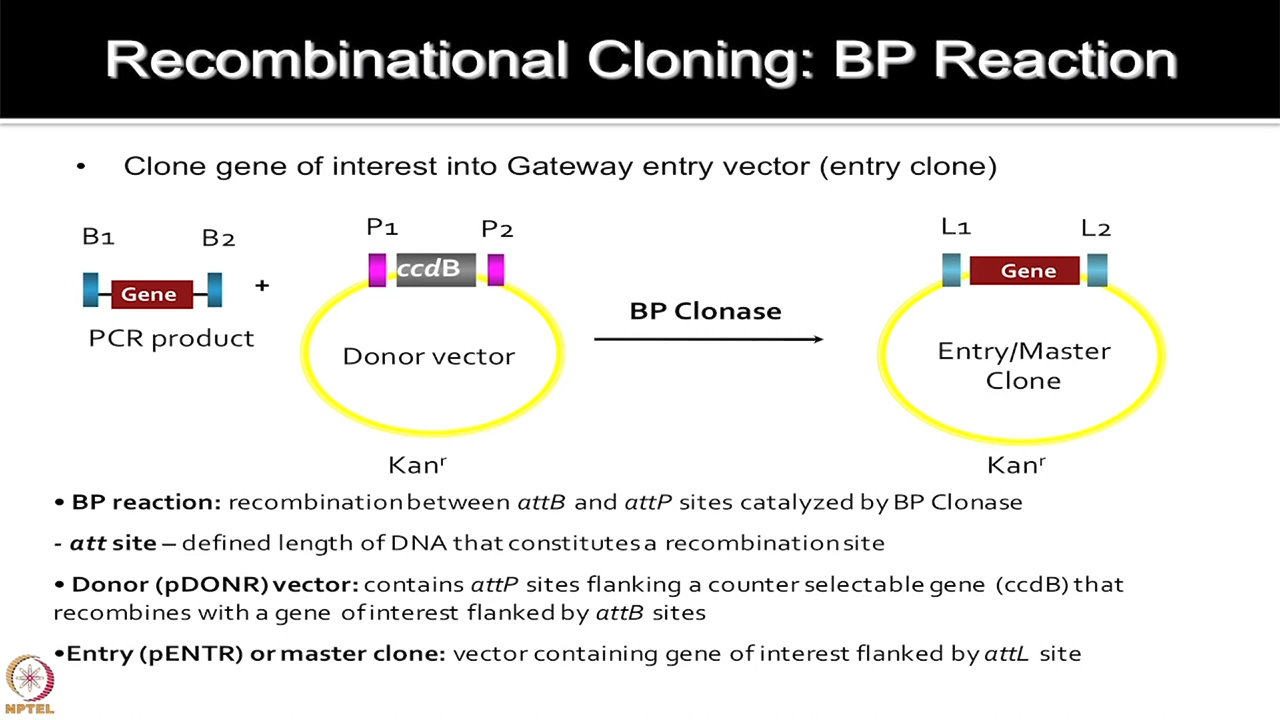 Recombinational Cloning: BP Reaction
• Clone gene of interest into Gateway entry vector (entry clone)
B1 B2 P1 P2 L1 L2
Gene + ccdB Gene
PCR product
BP Clonase
Donor vector
Entry/Master
Clone
Kanʳ Kanʳ
• BP reaction: recombination between attB and attP sites catalyzed by BP Clonase
- att site – defined length of DNA that constitutes a recombination site
• Donor (pDONR) vector: contains attP sites flanking a counter selectable gene (ccdB) that
recombines with a gene of interest flanked by attB sites
•Entry (pENTR) or master clone: vector containing gene of interest flanked by attL site
NPTEL